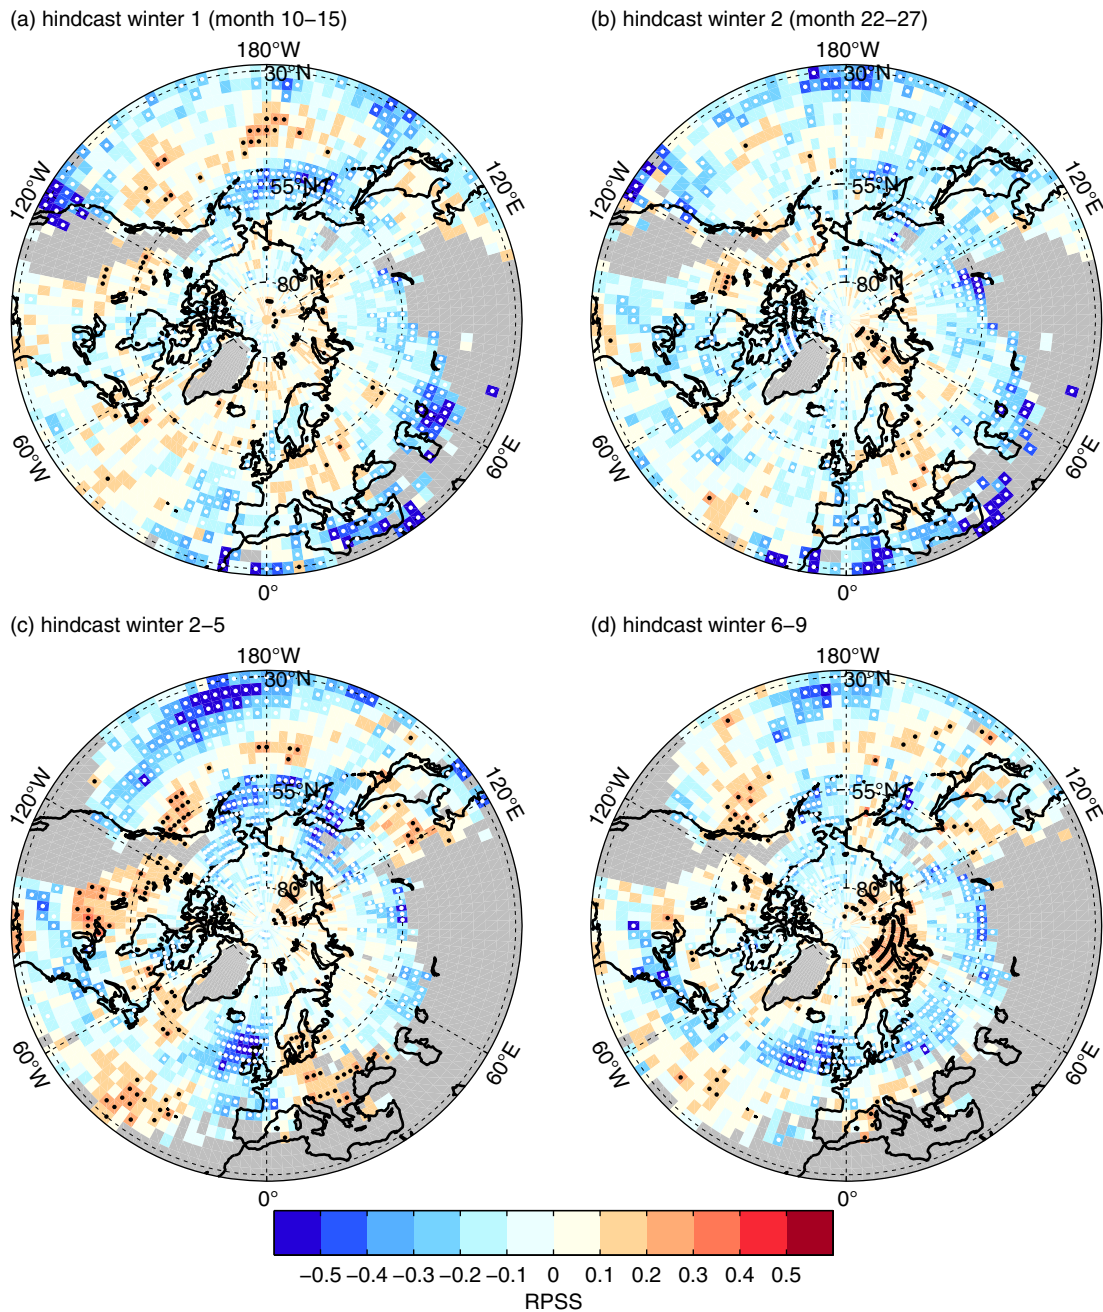 (a) hindcast winter 1 (month 10−15)
(b) hindcast winter 2 (month 22−27)
180°W
30°N
120°W
55°N
120°E
80°N
60°W
60°E
0°
180°W
30°N
120°W
55°N
120°E
80°N
60°W
60°E
0°
(c) hindcast winter 2−5
(d) hindcast winter 6−9
180°W
30°N
120°W
55°N
120°E
80°N
60°W
60°E
0°
180°W
30°N
120°W
55°N
120°E
80°N
60°W
60°E
0°
−0.5 −0.4 −0.3 −0.2 −0.1 0 0.1 0.2 0.3 0.4 0.5
RPSS